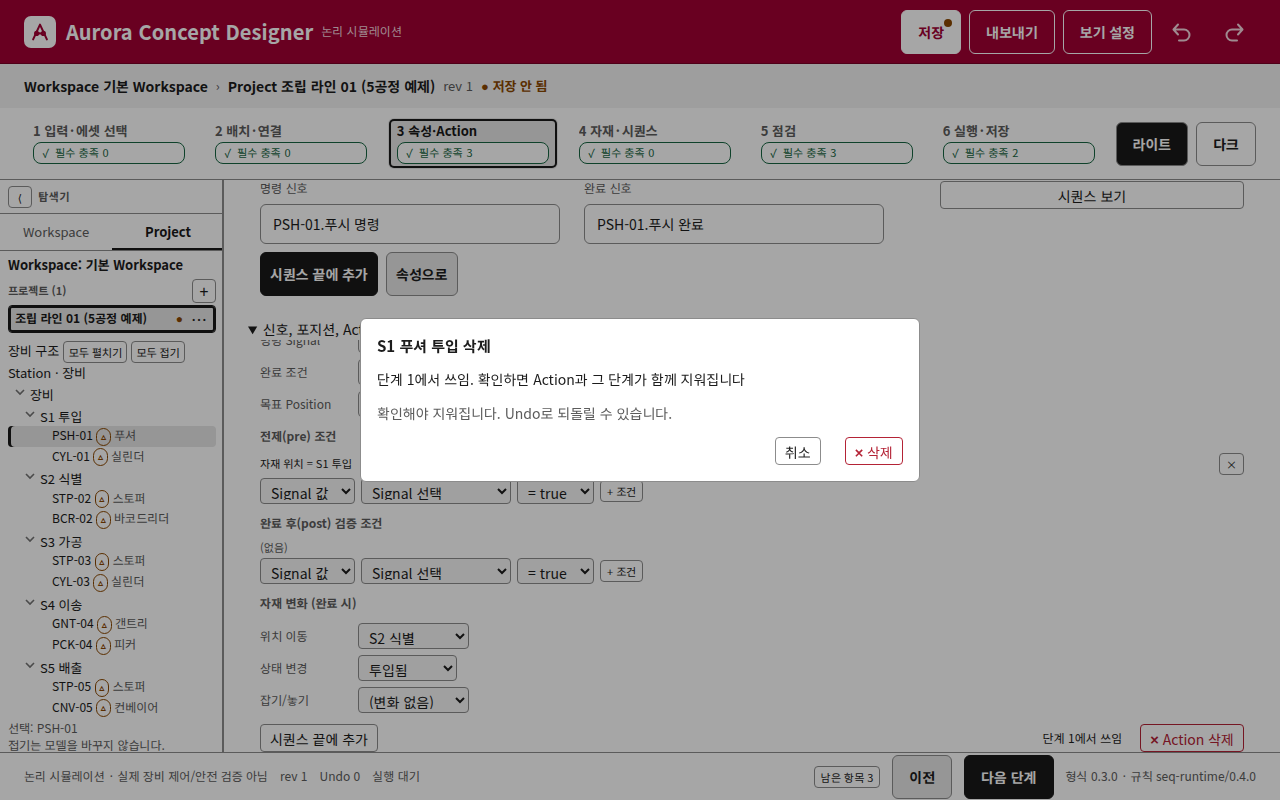 Aurora Concept Designer 논리 시뮬레이션 저장 내보내기 보기 설정
Workspace 기본 Workspace › Project 조립 라인 01 (5공정 예제) rev 1 ● 저장 안 됨
1 입력·에셋 선택 2 배치·연결 3 속성·Action 4 자재·시퀀스 5 점검 6 실행·저장
✓ 필수 충족 0 ✓ 필수 충족 0 ✓ 필수 충족 3 ✓ 필수 충족 0 ✓ 필수 충족 3 ✓ 필수 충족 2 라이트 다크
⟨ 탐색기
Workspace Project
Workspace: 기본 Workspace
프로젝트 (1) +
조립 라인 01 (5공정 예제) ● ···
장비 구조 모두 펼치기 모두 접기
Station · 장비
장비
S1 투입
PSH-01 푸셔
CYL-01 실린더
S2 식별
STP-02 스토퍼
BCR-02 바코드리더
S3 가공
STP-03 스토퍼
CYL-03 실린더
S4 이송
GNT-04 갠트리
PCK-04 피커
S5 배출
STP-05 스토퍼
CNV-05 컨베이어
선택: PSH-01
접기는 모델을 바꾸지 않습니다.
명령 신호 완료 신호 시퀀스 보기
PSH-01.푸시 명령 PSH-01.푸시 완료
시퀀스 끝에 추가 속성으로
▼ 신호, 포지션, Act
완료 조건
목표 Position
전제(pre) 조건
자재 위치 = S1 투입 ×
Signal 값 Signal 선택 = true + 조건
완료 후(post) 검증 조건
(없음)
Signal 값 Signal 선택 = true + 조건
자재 변화 (완료 시)
위치 이동 S2 식별
상태 변경 투입됨
잡기/놓기 (변화 없음)
시퀀스 끝에 추가 단계 1에서 쓰임 × Action 삭제
S1 푸셔 투입 삭제
단계 1에서 쓰임. 확인하면 Action과 그 단계가 함께 지워집니다
확인해야 지워집니다. Undo로 되돌릴 수 있습니다.
취소 × 삭제
논리 시뮬레이션 · 실제 장비 제어/안전 검증 아님 rev 1 Undo 0 실행 대기 남은 항목 3 이전 다음 단계 형식 0.3.0 · 규칙 seq-runtime/0.4.0